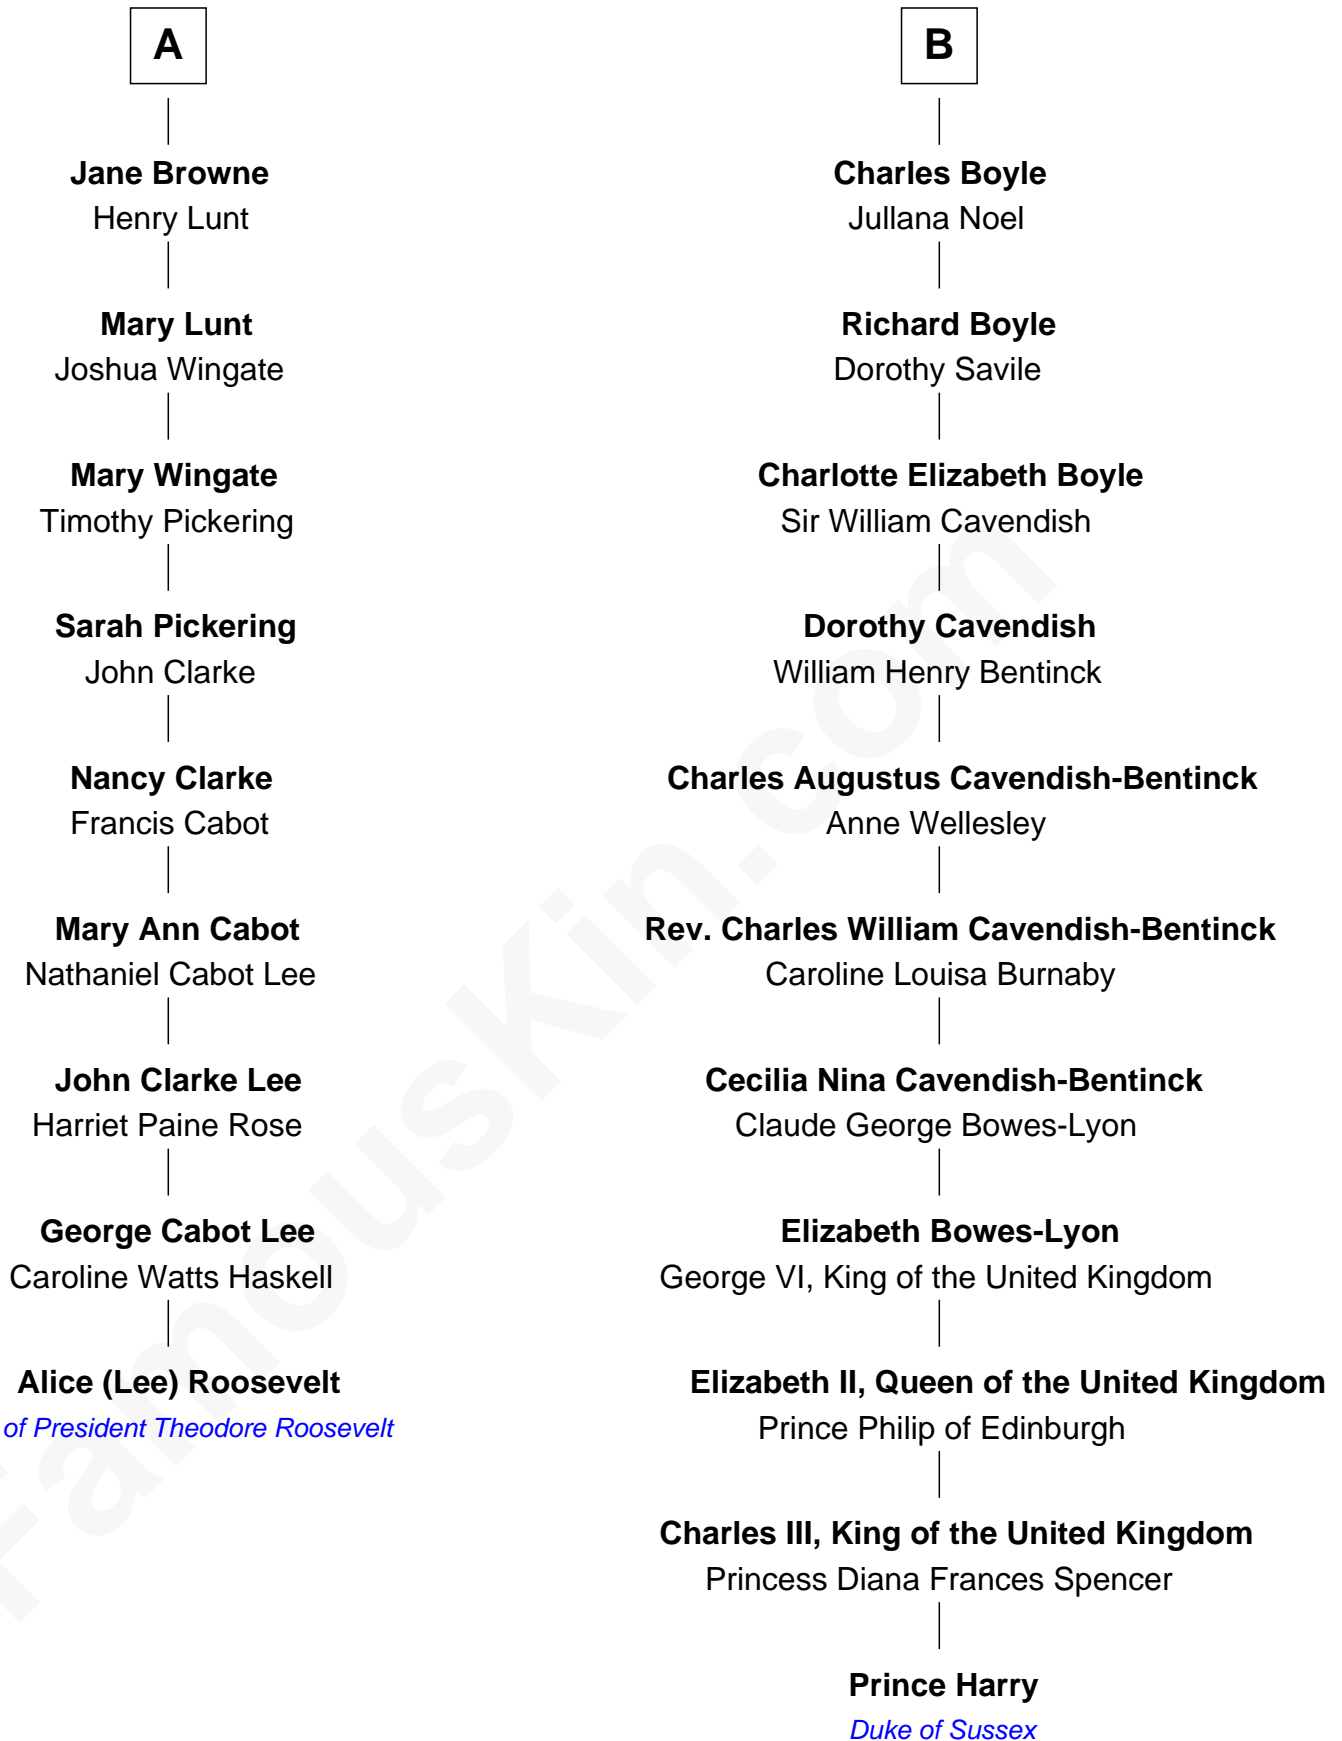 A
Jane Browne
Henry Lunt
Mary Lunt
Joshua Wingate
Mary Wingate
Timothy Pickering
Sarah Pickering
John Clarke
Nancy Clarke
Francis Cabot
Mary Ann Cabot
Nathaniel Cabot Lee
John Clarke Lee
Harriet Paine Rose
George Cabot Lee
Caroline Watts Haskell
Alice (Lee) Roosevelt
of President Theodore Roosevelt
B
Charles Boyle
Jullana Noel
Richard Boyle
Dorothy Savile
Charlotte Elizabeth Boyle
Sir William Cavendish
Dorothy Cavendish
William Henry Bentinck
Charles Augustus Cavendish-Bentinck
Anne Wellesley
Rev. Charles William Cavendish-Bentinck
Caroline Louisa Burnaby
Cecilia Nina Cavendish-Bentinck
Claude George Bowes-Lyon
Elizabeth Bowes-Lyon
George VI, King of the United Kingdom
Elizabeth II, Queen of the United Kingdom
Prince Philip of Edinburgh
Charles III, King of the United Kingdom
Princess Diana Frances Spencer
Prince Harry
Duke of Sussex
FamousKin.com